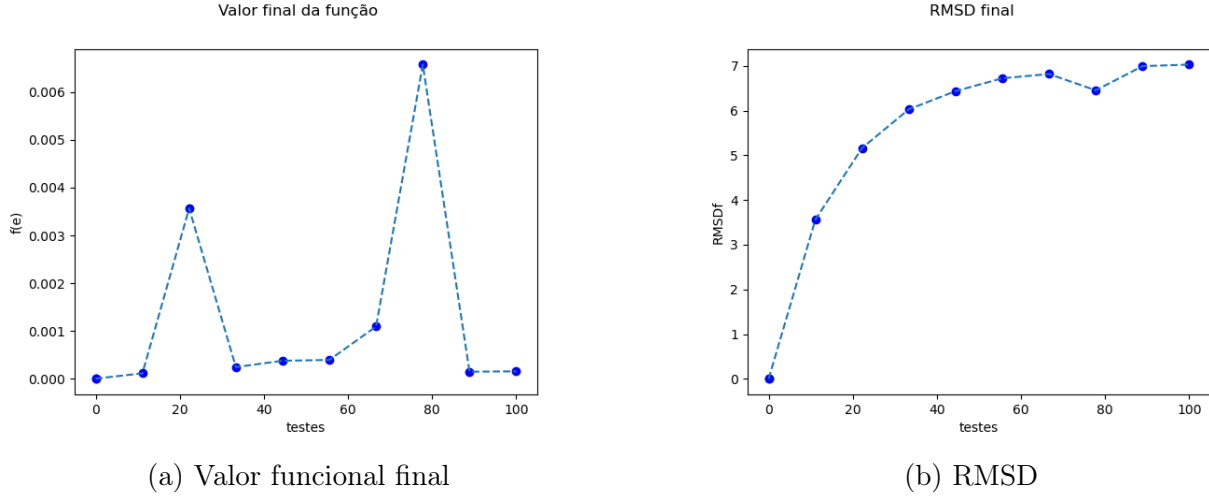 Valor final da função
0.006
0.005
0.004
0.003
0.002
0.001
0.000
f(e)
0 20 40 60 80 100
testes
(a) Valor funcional final
RMSD final
7
6
5
4
3
2
1
0
RMSDf
0 20 40 60 80 100
testes
(b) RMSD